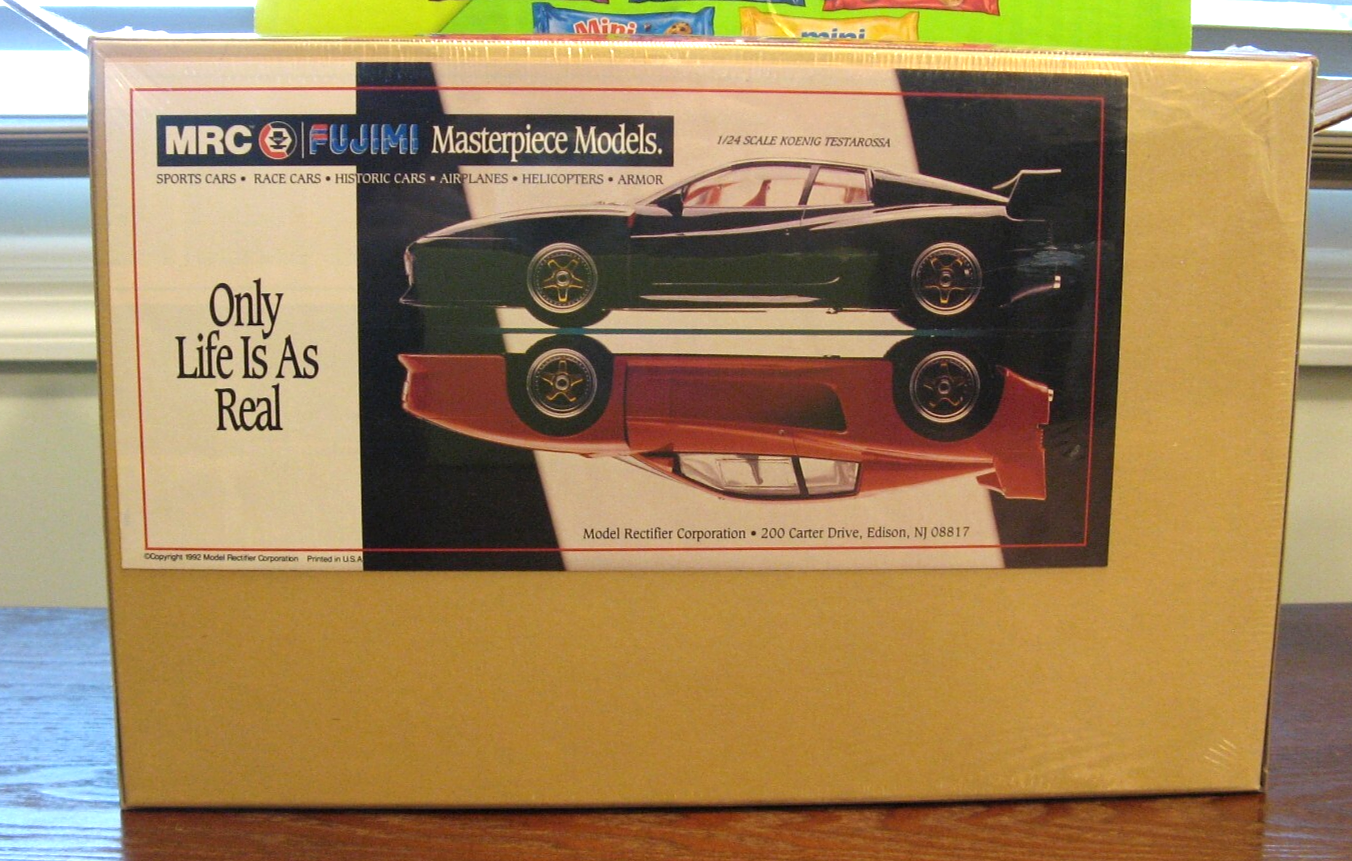 Mini
mini
MRC FUJIMI Masterpiece Models.
SPORTS CARS • RACE CARS • HISTORIC CARS • AIRPLANES • HELICOPTERS • ARMOR
1/24 SCALE KOENIG TESTAROSSA
Only
Life Is As
Real
Model Rectifier Corporation • 200 Carter Drive, Edison, NJ 08817
©Copyright 1992 Model Rectifier Corporation Printed in U.S.A